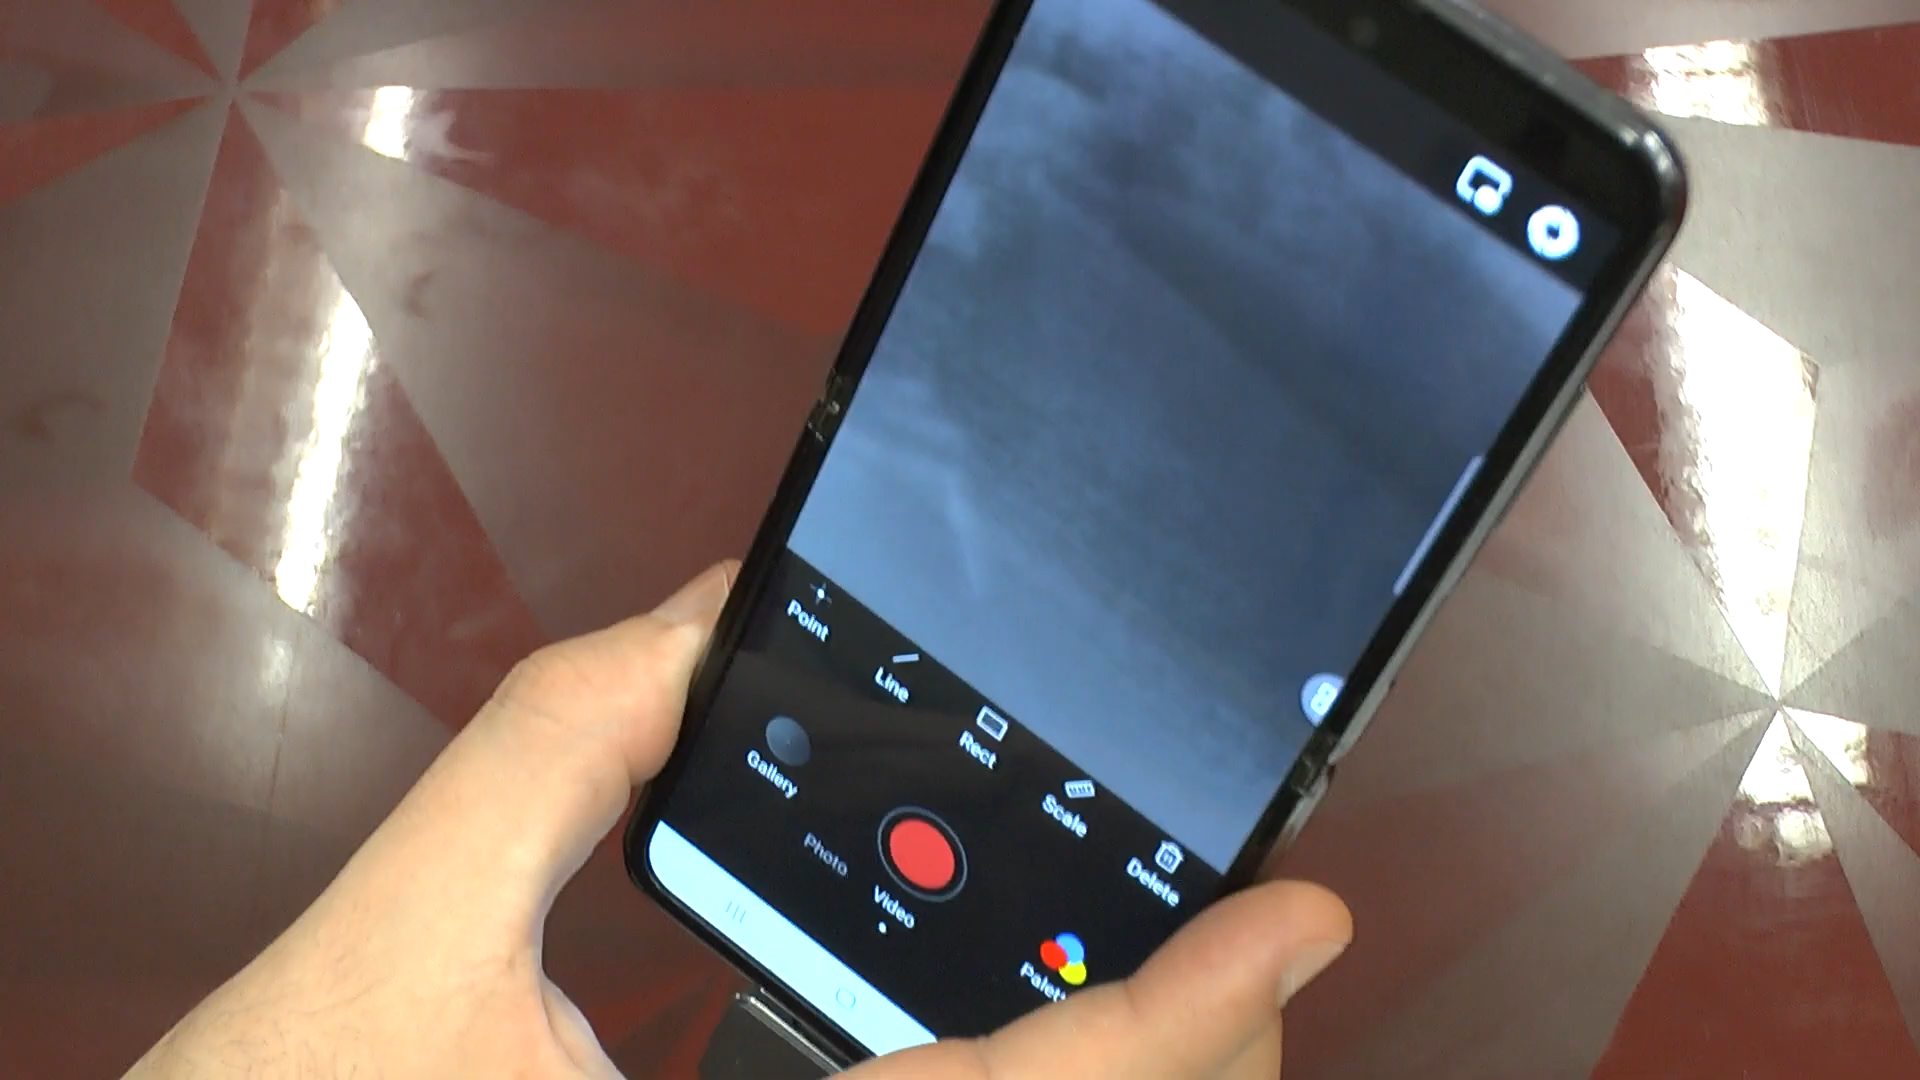 Point
Line
Rect
Scale
Delete
Gallery
Photo
Video